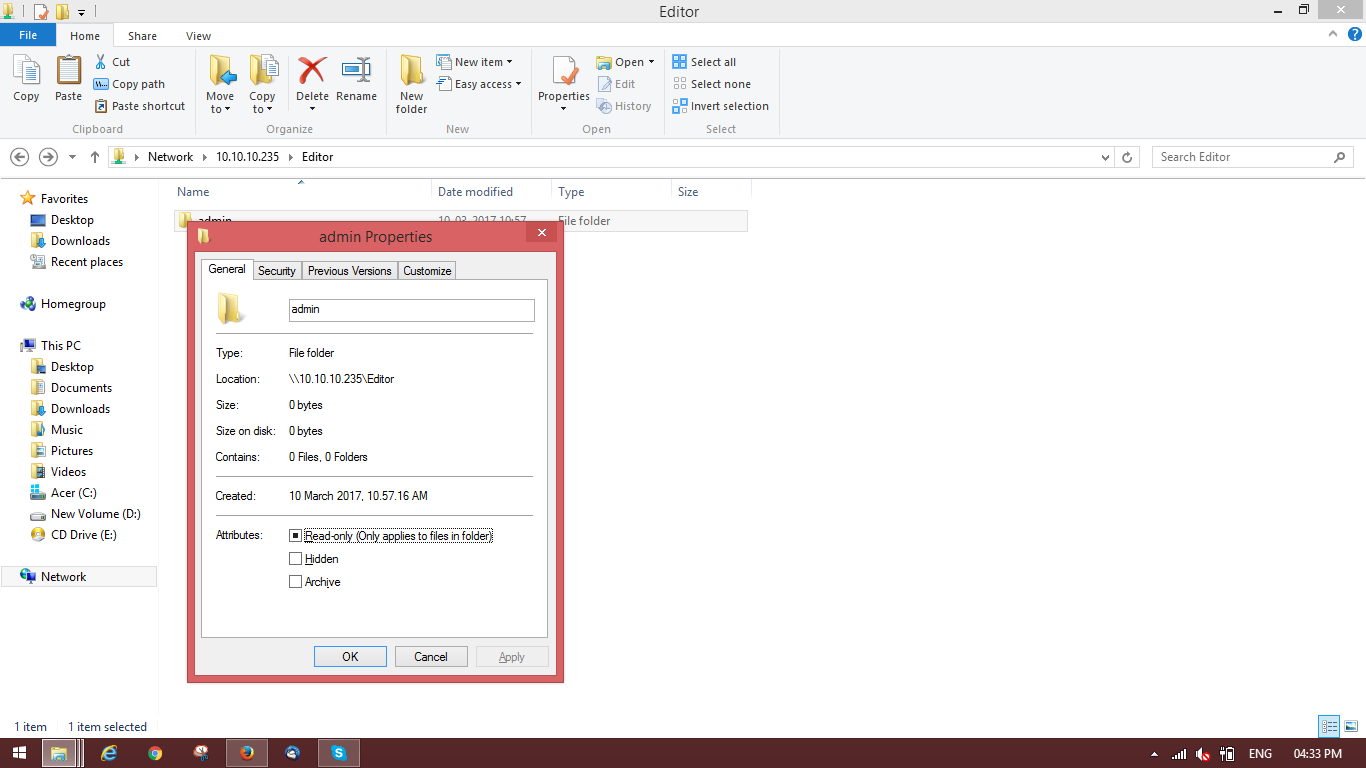 Editor
File Home Share View
Copy
Paste
Cut
Copy path
Paste shortcut
Clipboard
Move to
Copy to
Delete
Rename
Organize
New folder
New item
Easy access
New
Properties
Open
Edit
History
Open
Select all
Select none
Invert selection
Select
Network 10.10.10.235 Editor
Search Editor
Favorites
Desktop
Downloads
Recent places
Homegroup
This PC
Desktop
Documents
Downloads
Music
Pictures
Videos
Acer (C:)
New Volume (D:)
CD Drive (E:)
Network
Name Date modified Type Size
admin 10-03-2017 10:57 File folder
admin Properties
General Security Previous Versions Customize
admin
Type: File folder
Location: \\10.10.10.235\Editor
Size: 0 bytes
Size on disk: 0 bytes
Contains: 0 Files, 0 Folders
Created: 10 March 2017, 10.57.16 AM
Attributes: Read-only (Only applies to files in folder)
Hidden
Archive
OK Cancel Apply
1 item 1 item selected
ENG 04:33 PM